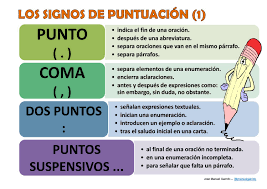 LOS SIGNOS DE PUNTUACIÓN (1)
PUNTO
( . )
• indica el fin de una oración.
• después de una abreviatura.
• separa oraciones que van en el mismo párrafo.
• separa párrafos.
COMA
( , )
• separa elementos de una enumeración.
• encierra aclaraciones.
• antes y después de expresiones como:
sin embargo, sin duda, no obstante.
DOS PUNTOS
:
• señalan expresiones textuales.
• inician una enumeración.
• introducen un ejemplo o aclaración.
• tras el saludo inicial en una carta.
PUNTOS
SUSPENSIVOS ...
• al final de una oración no terminada.
• en una enumeración incompleta.
• para señalar que falta un párrafo.